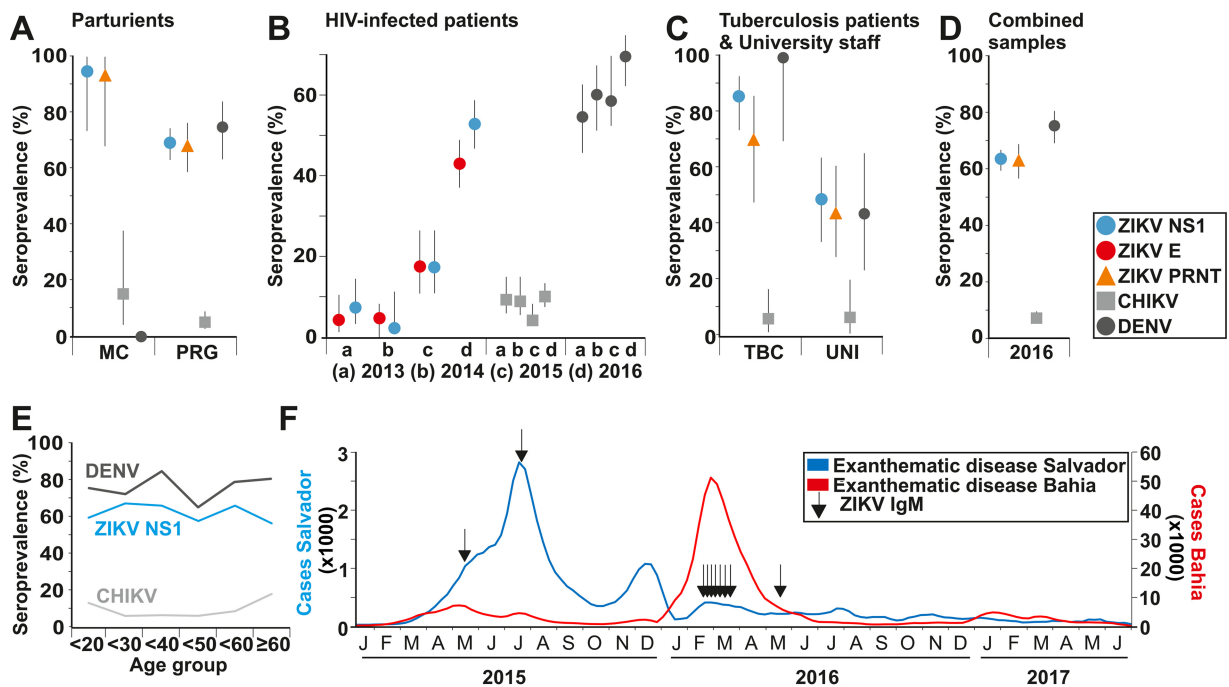 A
Parturients
Seroprevalence (%)
100
80
60
40
20
0
MC
PRG
B
HIV-infected patients
Seroprevalence (%)
60
40
20
0
a
b
c
d
a b c d
a b c d
(a) 2013
(b) 2014
(c) 2015
(d) 2016
C
Tuberculosis patients
& University staff
Seroprevalence (%)
100
80
60
40
20
0
TBC
UNI
D
Combined
samples
Seroprevalence (%)
100
80
60
40
20
0
2016
ZIKV NS1
ZIKV E
ZIKV PRNT
CHIKV
DENV
E
Seroprevalence (%)
100
80
60
40
20
0
DENV
ZIKV NS1
CHIKV
<20 <30 <40 <50 <60 ≥60
Age group
F
Cases Salvador
(x1000)
3
2
1
0
Exanthematic disease Salvador
Exanthematic disease Bahia
ZIKV IgM
60
50
40
30
20
10
0
Cases Bahia
(x1000)
J F M A M J J A S O N D J F M A M J J A S O N D J F M A M J
2015
2016
2017